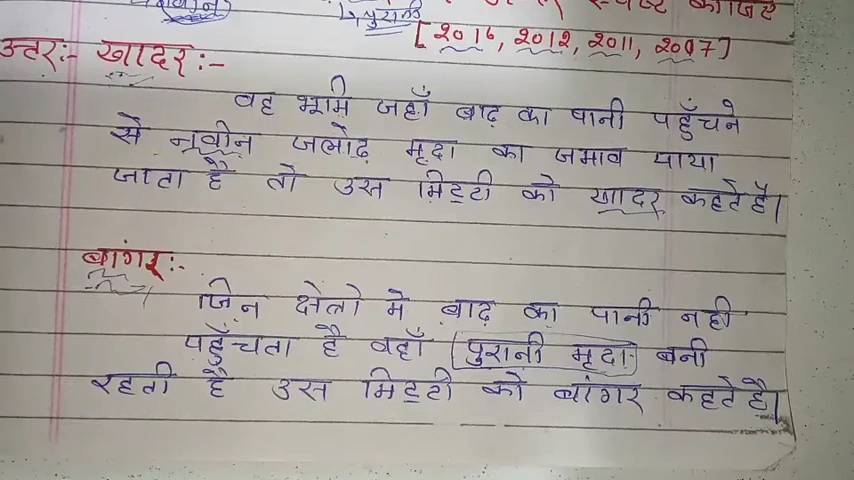 स्पष्ट कीजिए
पुरानी
[2016, 2012, 2011, 2007]
उत्तर:- खादर:-
वह भूमि जहाँ बाढ़ का पानी पहुँचने
से नवीन जलोढ़ मृदा का जमाव पाया
जाता है तो उस मिट्टी को खादर कहते है।
बांगर:-
जिन क्षेतो मे बाढ़ का पानी नही
पहुँचता है वहाँ पुरानी मृदा बनी
रहती है उस मिट्टी को बांगर कहते है।